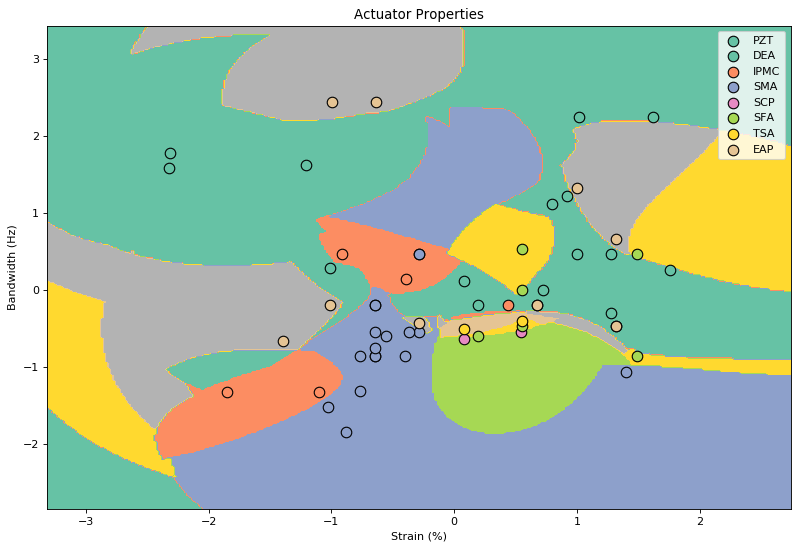 Actuator Properties
PZT
DEA
IPMC
SMA
SCP
SFA
TSA
EAP
3
2
1
0
−1
−2
Bandwidth (Hz)
−3
−2
−1
0
1
2
Strain (%)